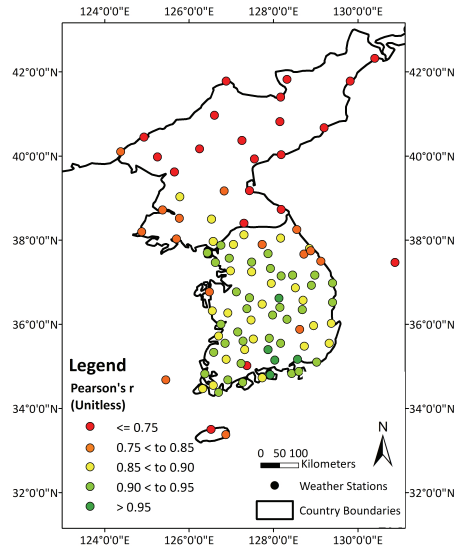 124°0'0"E 126°0'0"E 128°0'0"E 130°0'0"E
42°0'0"N 42°0'0"N
40°0'0"N 40°0'0"N
38°0'0"N 38°0'0"N
36°0'0"N 36°0'0"N
34°0'0"N 34°0'0"N
32°0'0"N 32°0'0"N
Legend
Pearson's r
(Unitless)
<= 0.75
0.75 < to 0.85
0.85 < to 0.90
0.90 < to 0.95
> 0.95
N
0 50 100
Kilometers
Weather Stations
Country Boundaries
124°0'0"E 126°0'0"E 128°0'0"E 130°0'0"E